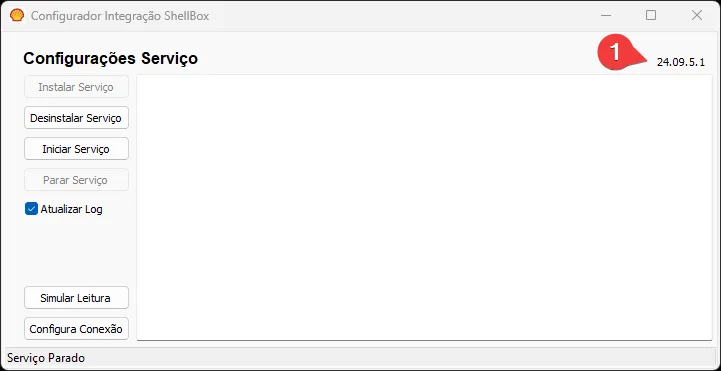 Configurador Integração ShellBox
Configurações Serviço
1
24.09.5.1
Instalar Serviço
Desinstalar Serviço
Iniciar Serviço
Parar Serviço
Atualizar Log
Simular Leitura
Configura Conexão
Serviço Parado